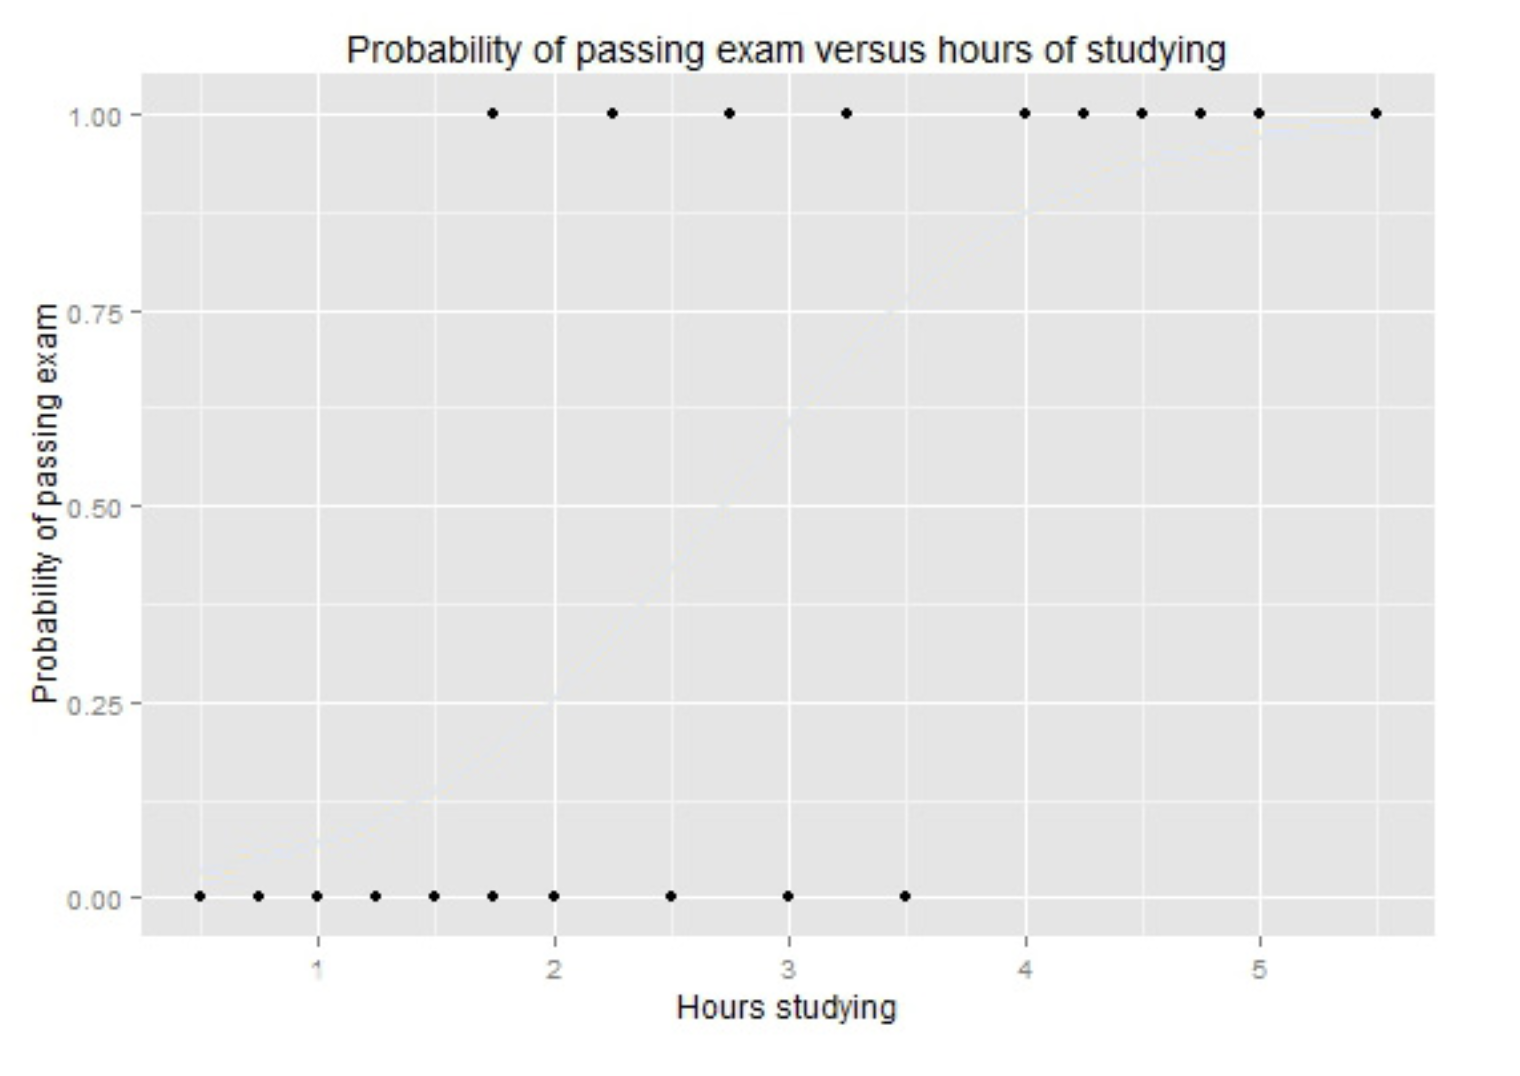 Probability of passing exam versus hours of studying
Probability of passing exam
1.00
0.75
0.50
0.25
0.00
1 2 3 4 5
Hours studying